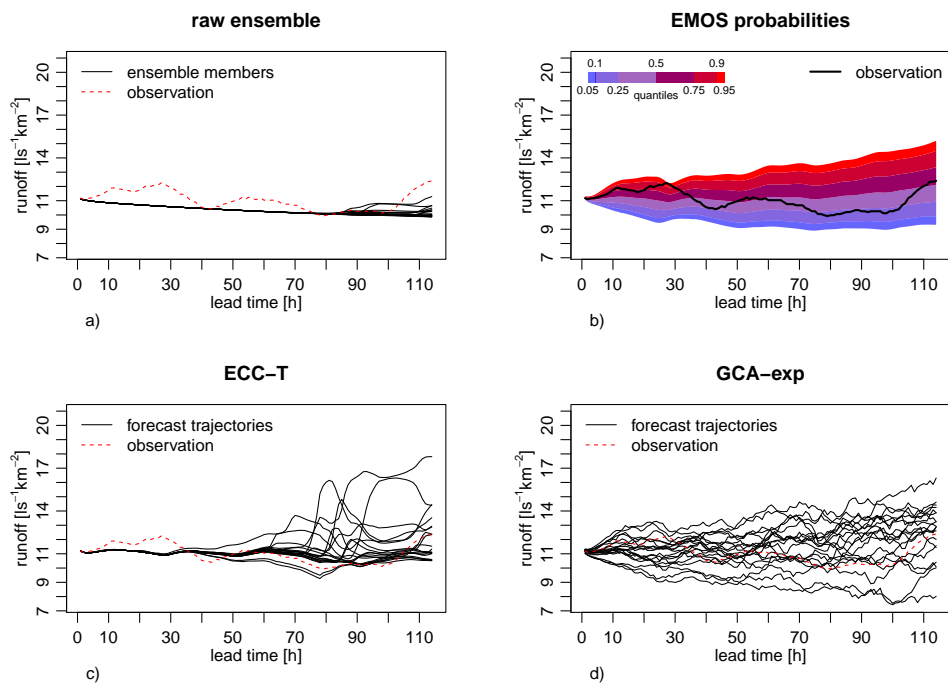 raw ensemble
ensemble members
observation
runoff [ls⁻¹km⁻²]
7 9 11 14 17 20
0 10 30 50 70 90 110
lead time [h]
a)
EMOS probabilities
0.1 0.5 0.9
0.05 0.25 0.75 0.95
quantiles
observation
runoff [ls⁻¹km⁻²]
7 9 11 14 17 20
0 10 30 50 70 90 110
lead time [h]
b)
ECC−T
forecast trajectories
observation
runoff [ls⁻¹km⁻²]
7 9 11 14 17 20
0 10 30 50 70 90 110
lead time [h]
c)
GCA−exp
forecast trajectories
observation
runoff [ls⁻¹km⁻²]
7 9 11 14 17 20
0 10 30 50 70 90 110
lead time [h]
d)